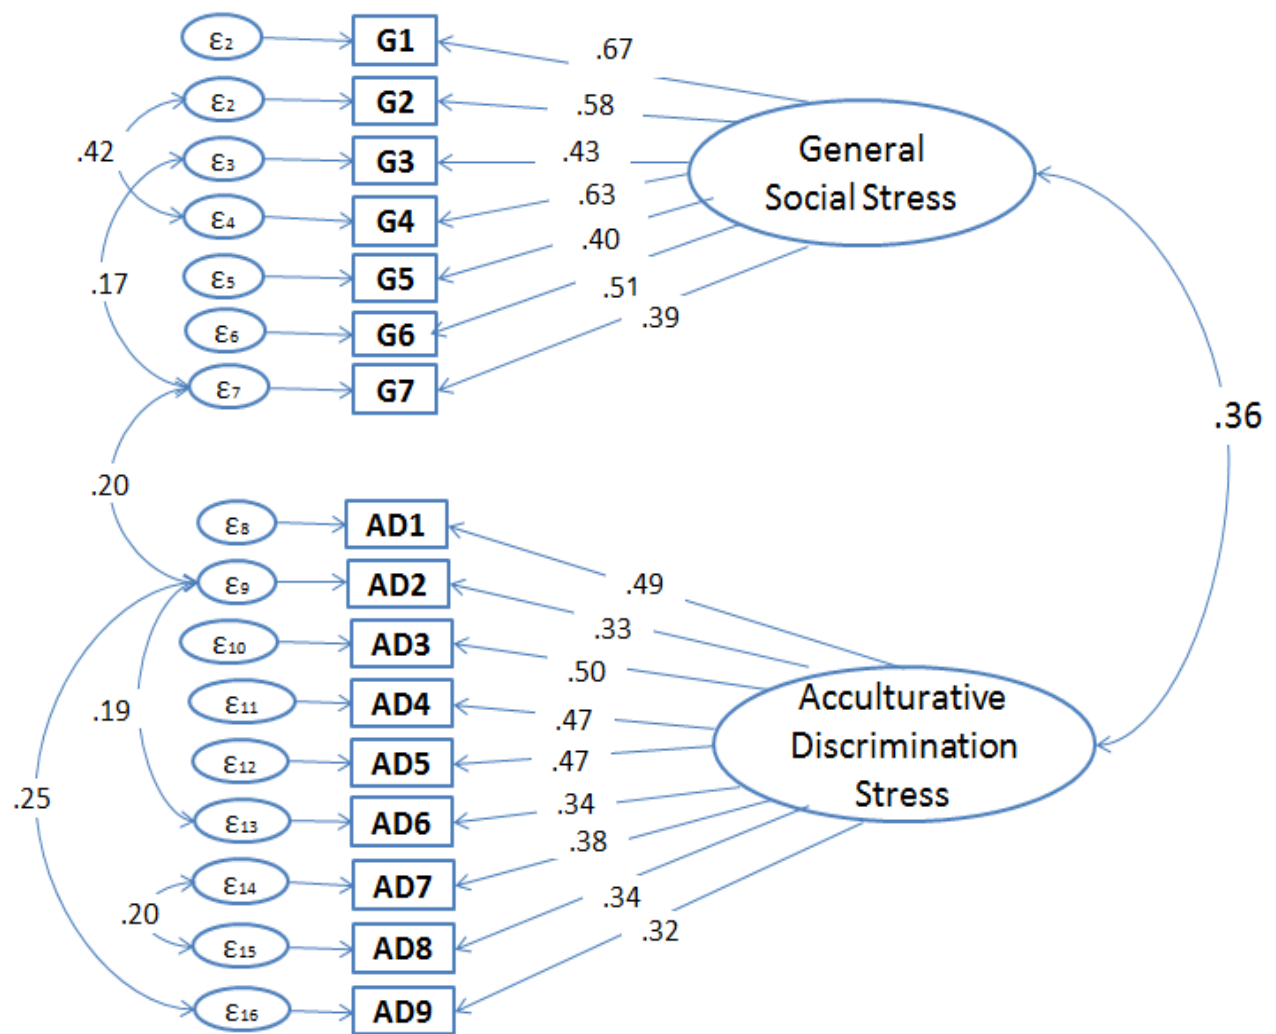 ε2 G1 .67
ε2 G2 .58
.42 ε3 G3 .43
ε4 G4 .63
General
Social Stress
ε5 G5 .40
.17
ε6 G6 .51
ε7 G7 .39
.36
.20
ε8 AD1 .49
ε9 AD2 .33
ε10 AD3 .50
ε11 AD4 .47
.19
ε12 AD5 .47
Acculturative
Discrimination
Stress
.25
ε13 AD6 .34
ε14 AD7 .38
.20
ε15 AD8 .34
ε16 AD9 .32